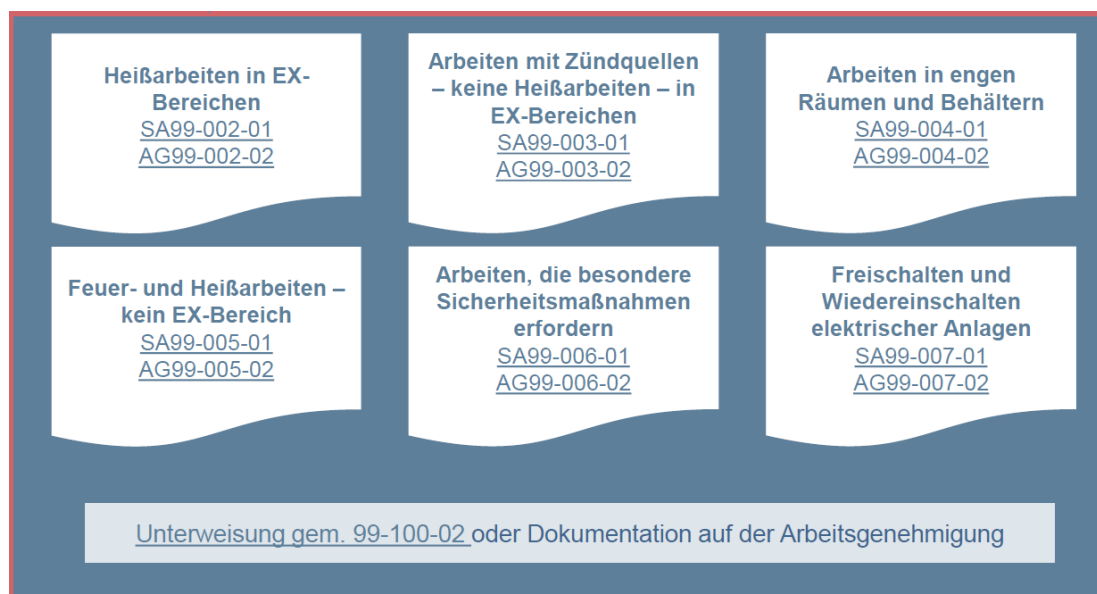 Heißarbeiten in EX-
Bereichen
SA99-002-01
AG99-002-02
Arbeiten mit Zündquellen
– keine Heißarbeiten – in
EX-Bereichen
SA99-003-01
AG99-003-02
Arbeiten in engen
Räumen und Behältern
SA99-004-01
AG99-004-02
Feuer- und Heißarbeiten –
kein EX-Bereich
SA99-005-01
AG99-005-02
Arbeiten, die besondere
Sicherheitsmaßnahmen
erfordern
SA99-006-01
AG99-006-02
Freischalten und
Wiedereinschalten
elektrischer Anlagen
SA99-007-01
AG99-007-02
Unterweisung gem. 99-100-02 oder Dokumentation auf der Arbeitsgenehmigung